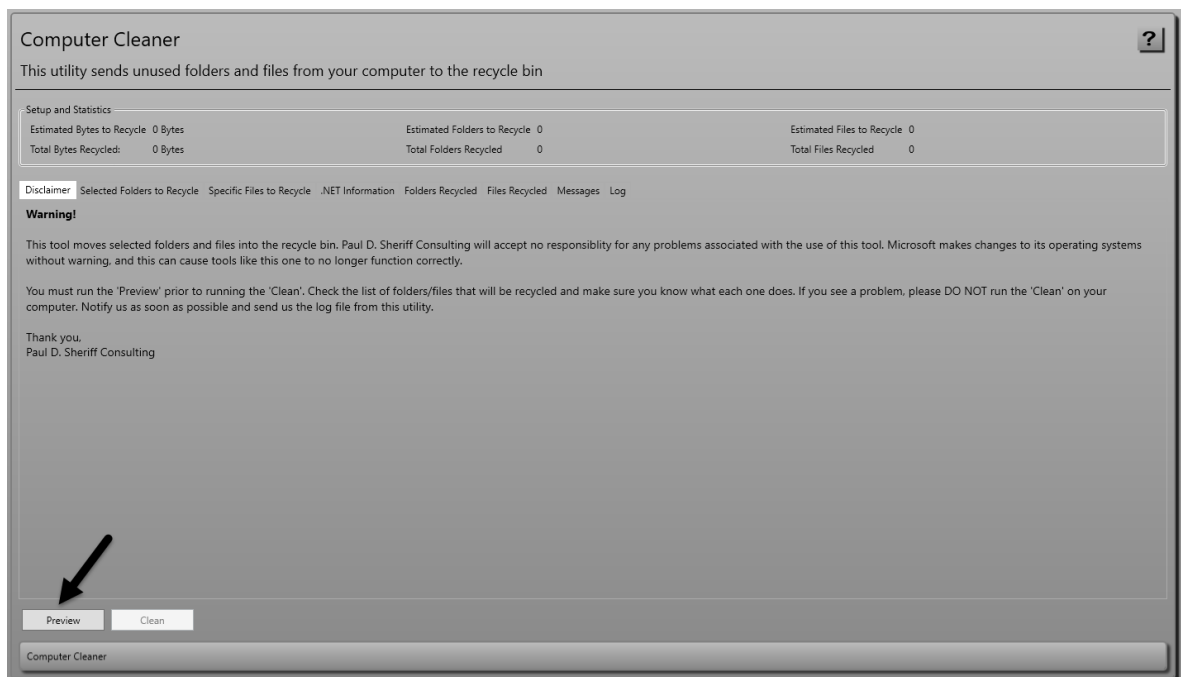 Computer Cleaner
?
This utility sends unused folders and files from your computer to the recycle bin
Setup and Statistics
Estimated Bytes to Recycle 0 Bytes Estimated Folders to Recycle 0 Estimated Files to Recycle 0
Total Bytes Recycled: 0 Bytes Total Folders Recycled 0 Total Files Recycled 0
Disclaimer Selected Folders to Recycle Specific Files to Recycle .NET Information Folders Recycled Files Recycled Messages Log
Warning!
This tool moves selected folders and files into the recycle bin. Paul D. Sheriff Consulting will accept no responsiblity for any problems associated with the use of this tool. Microsoft makes changes to its operating systems
without warning, and this can cause tools like this one to no longer function correctly.
You must run the 'Preview' prior to running the 'Clean'. Check the list of folders/files that will be recycled and make sure you know what each one does. If you see a problem, please DO NOT run the 'Clean' on your
computer. Notify us as soon as possible and send us the log file from this utility.
Thank you,
Paul D. Sheriff Consulting
Preview Clean
Computer Cleaner